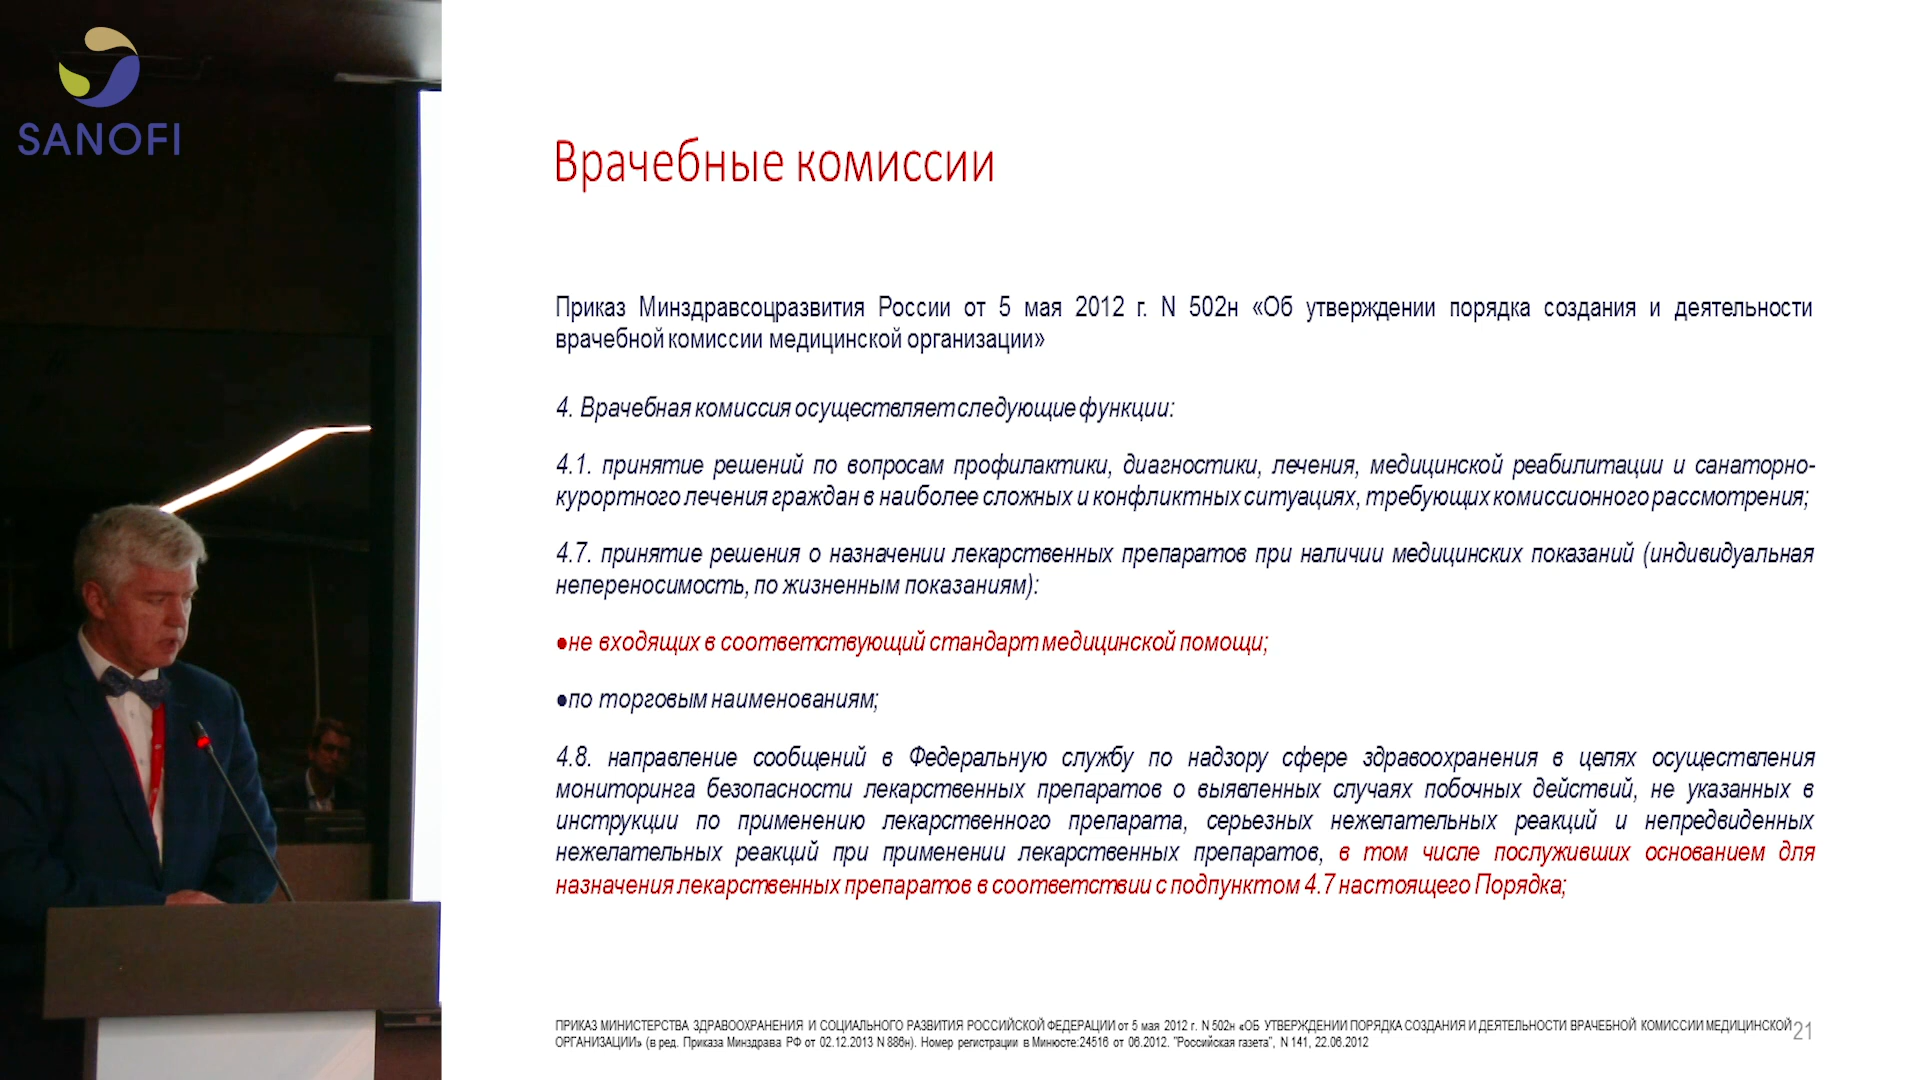 SANOFI
Врачебные комиссии
Приказ Минздравсоцразвития России от 5 мая 2012 г. N 502н «Об утверждении порядка создания и деятельности
врачебной комиссии медицинской организации»
4. Врачебная комиссия осуществляет следующие функции:
4.1. принятие решений по вопросам профилактики, диагностики, лечения, медицинской реабилитации и санаторно-
курортного лечения граждан в наиболее сложных и конфликтных ситуациях, требующих комиссионного рассмотрения;
4.7. принятие решения о назначении лекарственных препаратов при наличии медицинских показаний (индивидуальная
непереносимость, по жизненным показаниям):
●не входящих в соответствующий стандарт медицинской помощи;
●по торговым наименованиям;
4.8. направление сообщений в Федеральную службу по надзору сфере здравоохранения в целях осуществления
мониторинга безопасности лекарственных препаратов о выявленных случаях побочных действий, не указанных в
инструкции по применению лекарственного препарата, серьезных нежелательных реакций и непредвиденных
нежелательных реакций при применении лекарственных препаратов, в том числе послуживших основанием для
назначения лекарственных препаратов в соответствии с подпунктом 4.7 настоящего Порядка;
ПРИКАЗ МИНИСТЕРСТВА ЗДРАВООХРАНЕНИЯ И СОЦИАЛЬНОГО РАЗВИТИЯ РОССИЙСКОЙ ФЕДЕРАЦИИ от 5 мая 2012 г. N 502н «ОБ УТВЕРЖДЕНИИ ПОРЯДКА СОЗДАНИЯ И ДЕЯТЕЛЬНОСТИ ВРАЧЕБНОЙ КОМИССИИ МЕДИЦИНСКОЙ
ОРГАНИЗАЦИИ» (в ред. Приказа Минздрава РФ от 02.12.2013 N 886н). Номер регистрации в Минюсте:24516 от 06.2012. "Российская газета", N 141, 22.06.2012
21